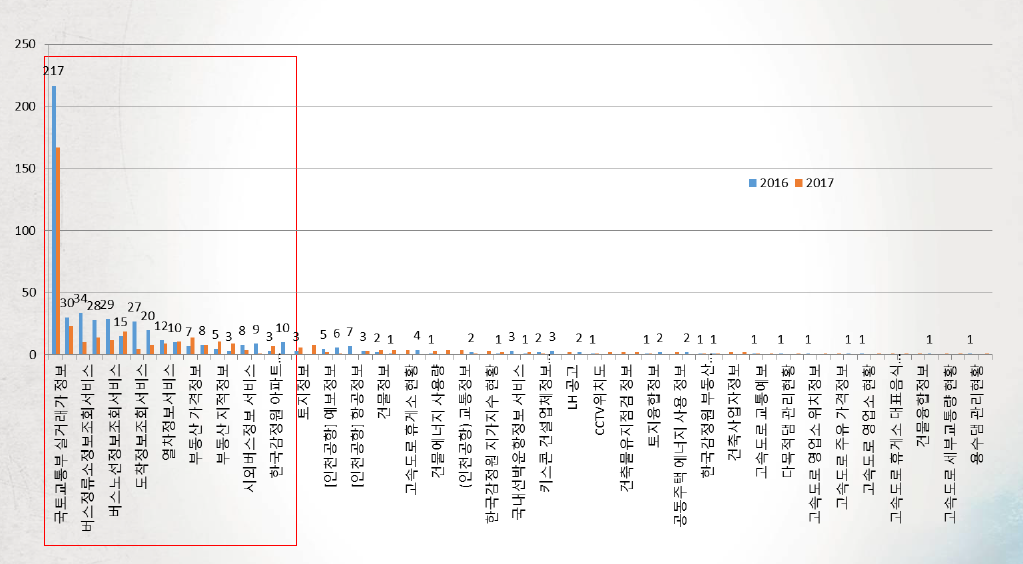 250
200
150
100
50
0
217
30
34
28
29
15
27
20
12
10
7
8
5
3
8
9
3
10
3
5
6
7
3
2
1
4
1
2
1
3
1
2
3
2
1
1
2
2
1
1
1
1
1
1
1
1
1
2016
2017
국토교통부 실거래가 정보
버스정류소정보조회서비스
버스노선정보조회서비스
도착정보조회서비스
열차정보서비스
부동산 가격정보
부동산 지적정보
시외버스정보 서비스
한국감정원 아파트…
토지정보
[인천공항] 예보정보
[인천공항] 항공정보
건물정보
고속도로 휴게소 현황
건물에너지 사용량
(인천공항) 교통정보
한국감정원 지가지수 현황
국내선박운항정보 서비스
키스콘 건설업체정보…
LH 공고
CCTV위치도
건축물유지점검 정보
토지융합정보
공동주택 에너지 사용 정보
한국감정원 부동산…
건축사업자정보
고속도로 교통예보
다목적댐 관리현황
고속도로 영업소 위치정보
고속도로 주유 가격정보
고속도로 영업소 현황
고속도로 휴게소 대표음식…
건물융합정보
고속도로 세부교통량 현황
용수댐 관리현황